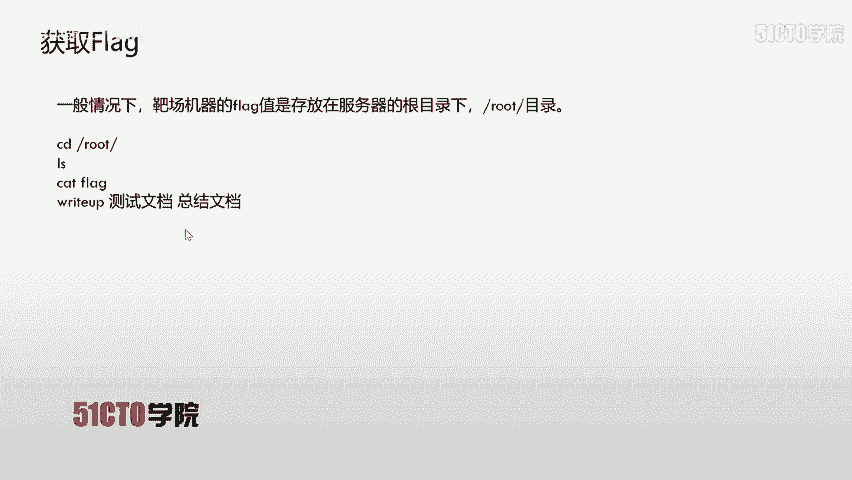 获取Flag
51CTO学院
一般情况下，靶场机器的flag值是存放在服务器的根目录下，/root/目录。
cd /root/
ls
cat flag
writeup 测试文档 总结文档
51CTO学院